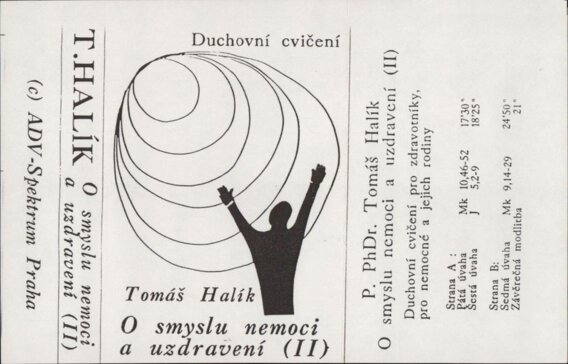 (c) ADV-Spektrum Praha
T.HALÍK O smyslu nemoci
a uzdravení (II)
Duchovní cvičení
Tomáš Halík
O smyslu nemoci
a uzdravení (II)
P. PhDr. Tomáš Halík
O smyslu nemoci a uzdravení (II)
Duchovní cvičení pro zdravotníky,
pro nemocné a jejich rodiny
Strana A :
Pátá úvaha Mk 10,46-52 17'30"
Šestá úvaha J 5,2-9 18'25"
Strana B:
Sedmá úvaha Mk 9,14-29 24'50"
Závěrečná modlitba 21"